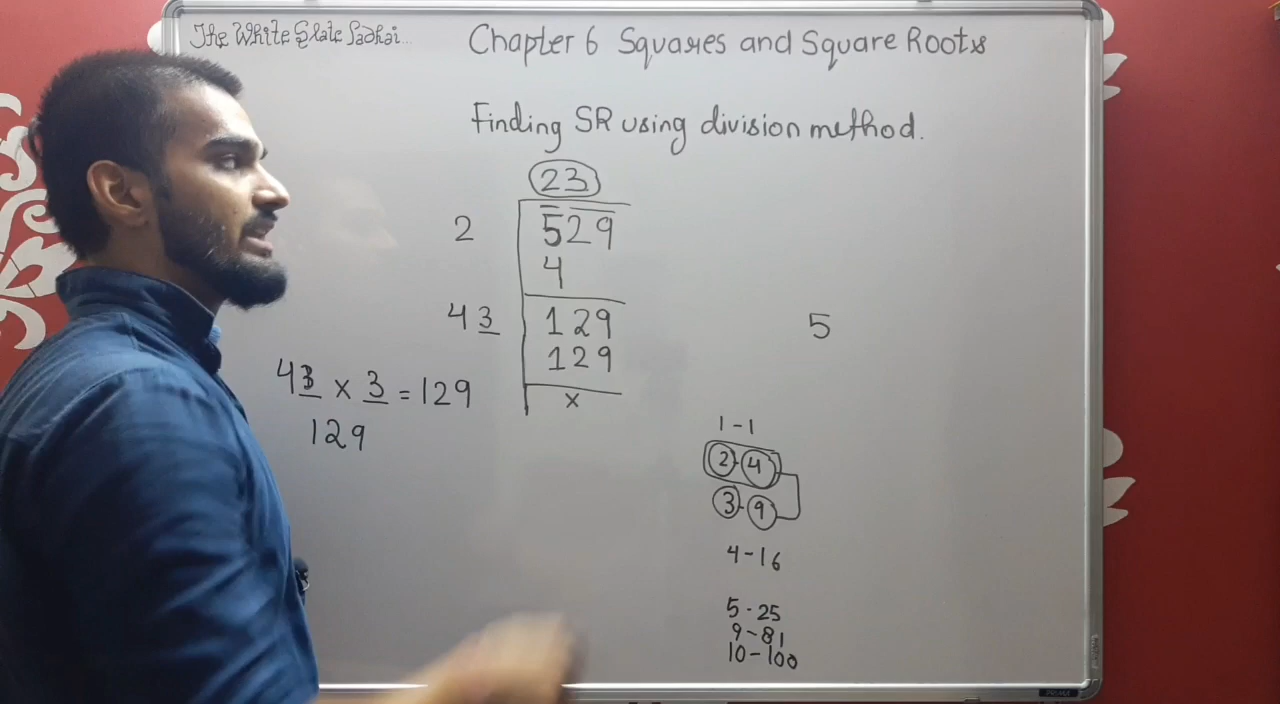 The White Slate Padhai...
Chapter 6 Squares and Square Roots
Finding SR using division method.
23
2 529
4
43 129
129
x
43 x 3 = 129
129
5
1-1
2-4
3-9
4-16
5-25
9-81
10-100
PRIMA